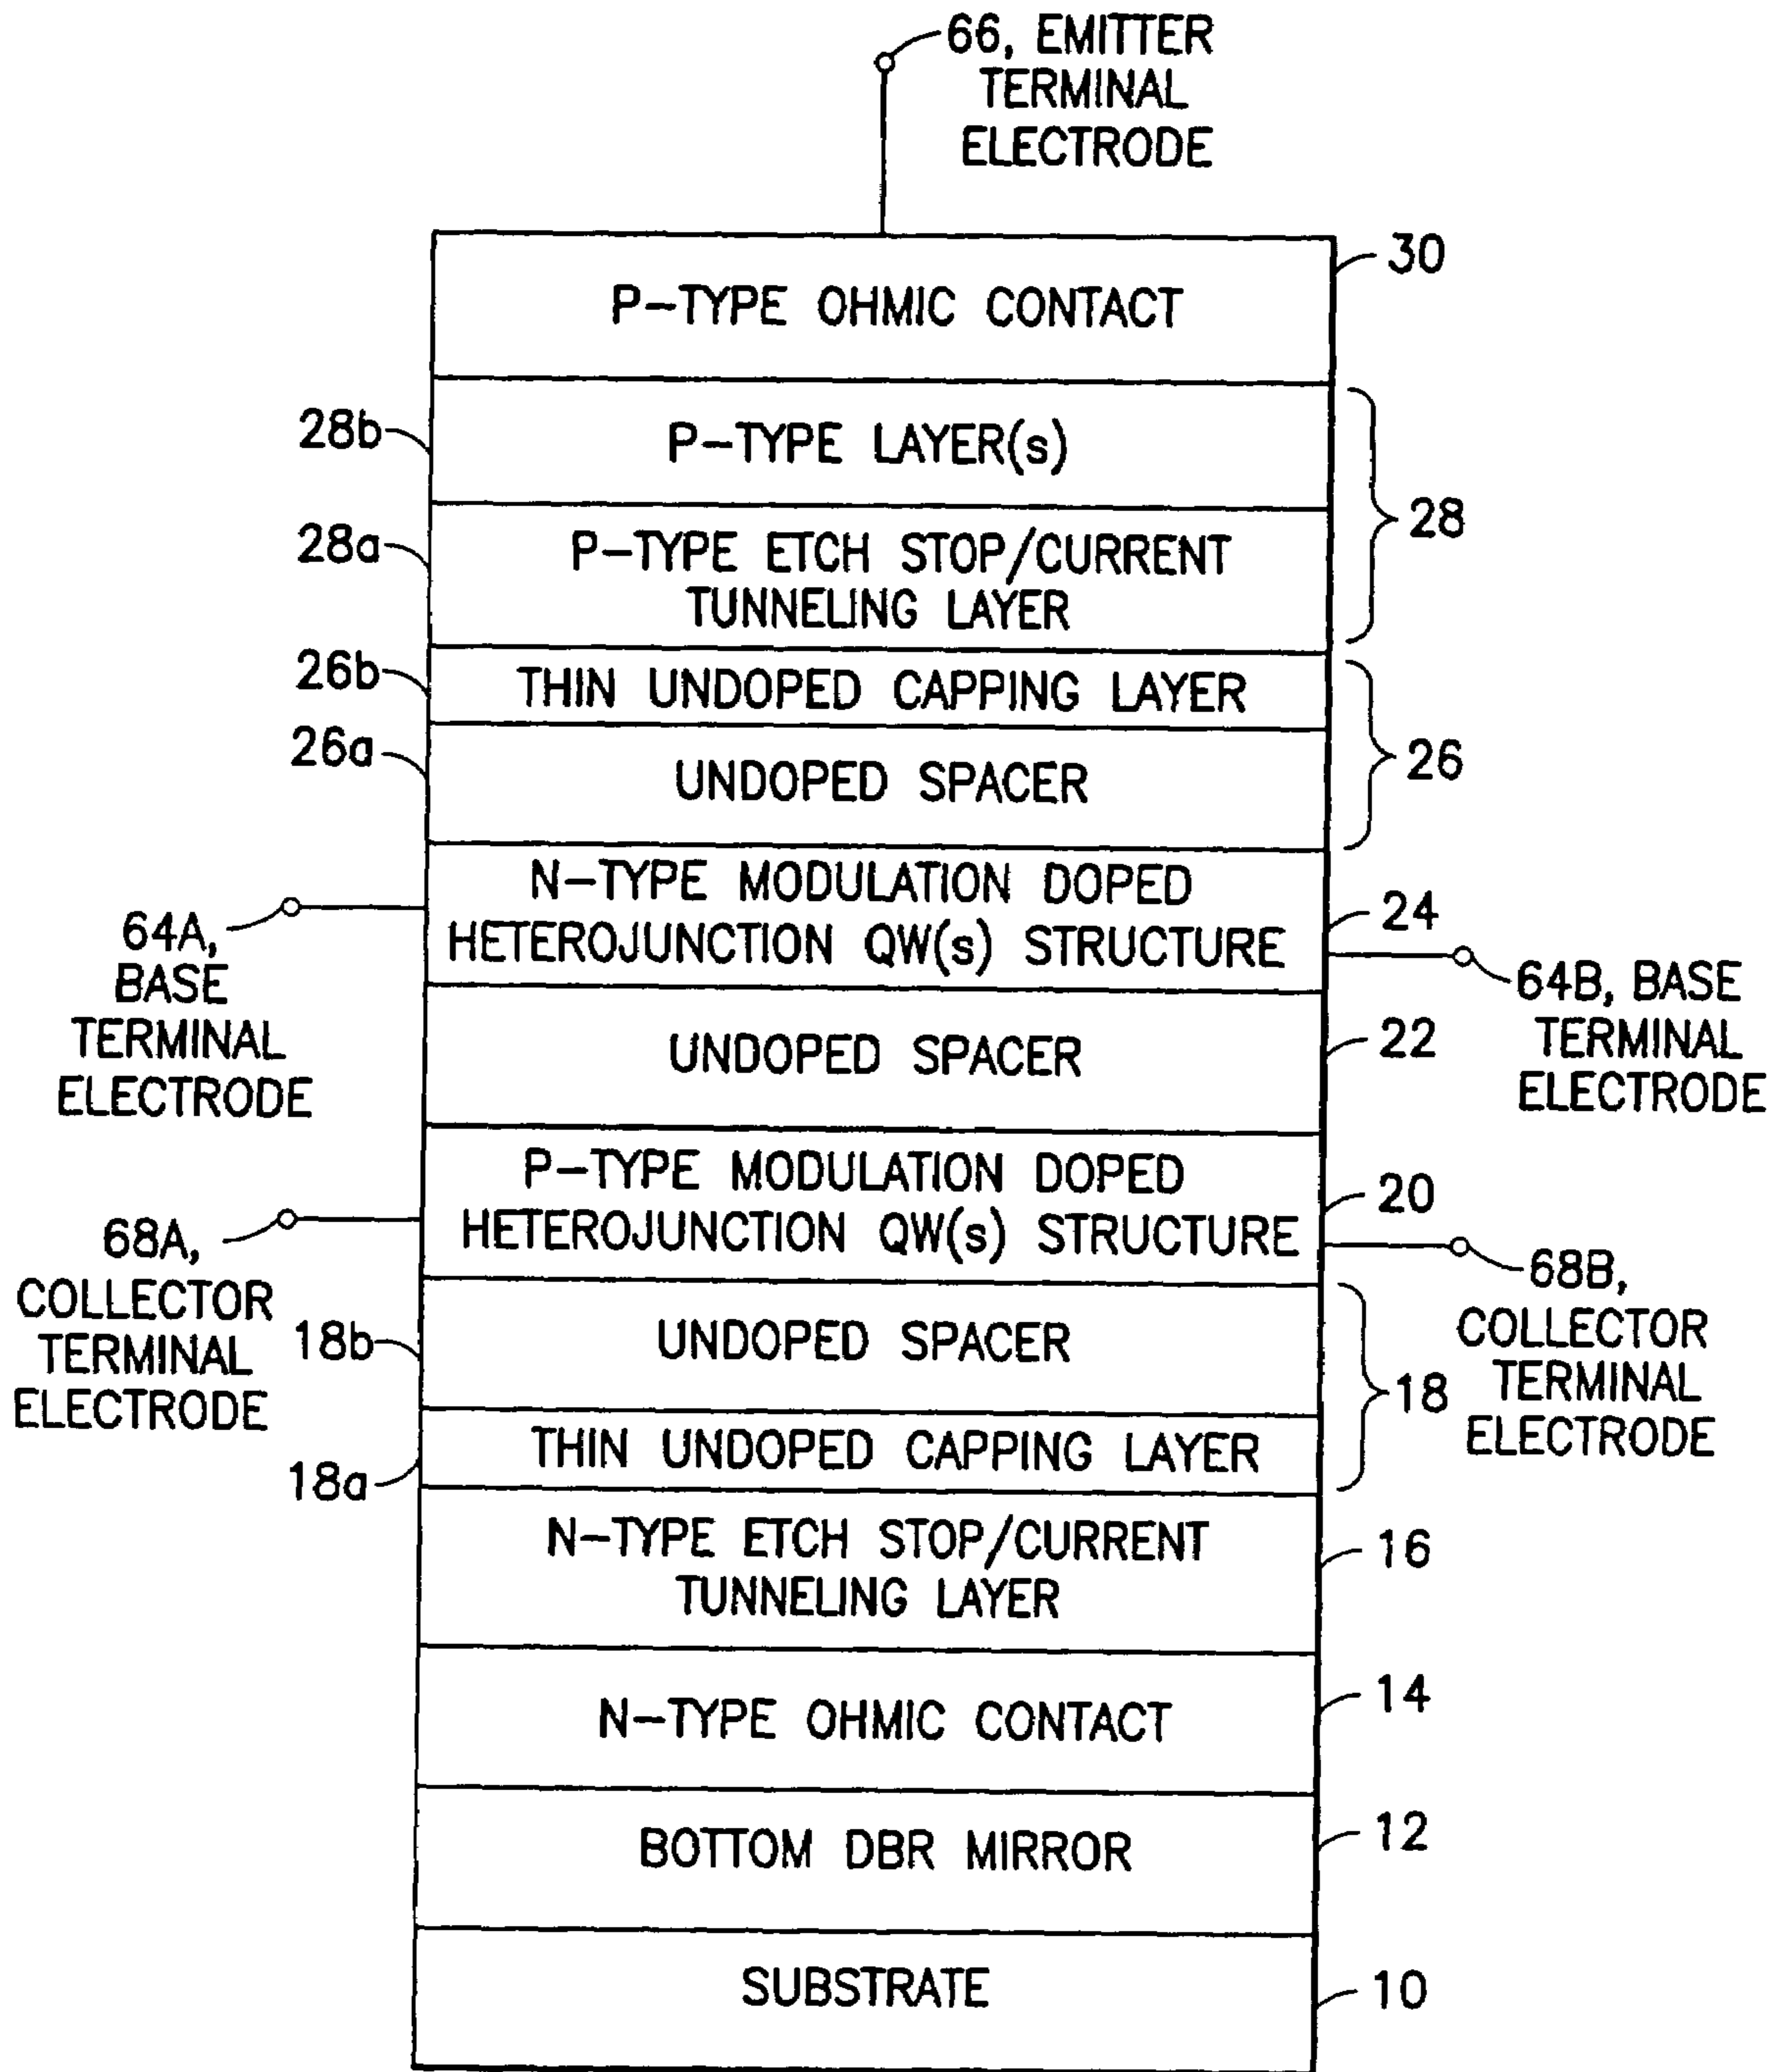 66, EMITTER
TERMINAL
ELECTRODE
30
P-TYPE OHMIC CONTACT
28b
P-TYPE LAYER(s)
28
28a
P-TYPE ETCH STOP/CURRENT
TUNNELING LAYER
26b
THIN UNDOPED CAPPING LAYER
26
26a
UNDOPED SPACER
N-TYPE MODULATION DOPED
HETEROJUNCTION QW(s) STRUCTURE
24
64A,
BASE
TERMINAL
ELECTRODE
64B, BASE
TERMINAL
ELECTRODE
UNDOPED SPACER
22
P-TYPE MODULATION DOPED
HETEROJUNCTION QW(s) STRUCTURE
20
68A,
COLLECTOR
TERMINAL
ELECTRODE
68B,
COLLECTOR
TERMINAL
ELECTRODE
18b
UNDOPED SPACER
18
THIN UNDOPED CAPPING LAYER
18a
N-TYPE ETCH STOP/CURRENT
TUNNELING LAYER
16
N-TYPE OHMIC CONTACT
14
BOTTOM DBR MIRROR
12
SUBSTRATE
10